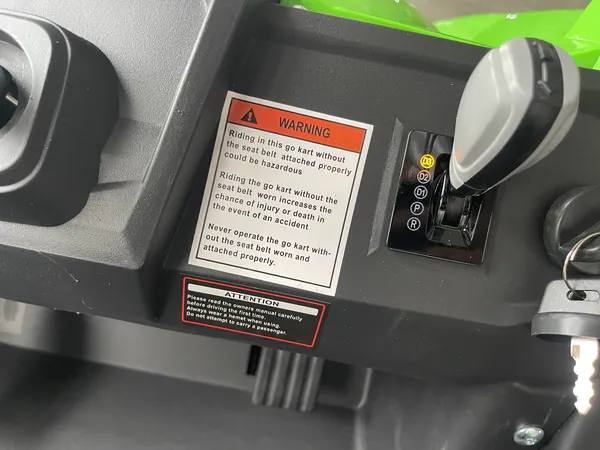 WARNING
Riding in this go kart without
the seat belt attached properly
could be hazardous
Riding the go kart without the
seat belt worn increases the
chance of injury or death in
the event of an accident
Never operate the go kart with-
out the seat belt worn and
attached properly.
ATTENTION
Please read the owners manual carefully
before driving the first time.
Always wear a hemet when using.
Do not attempt to carry a passenger.
D3
D2
D1
P
R